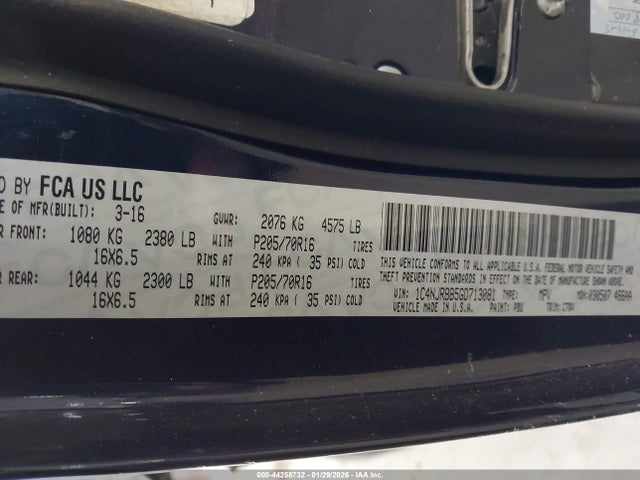 D BY FCA US LLC
E OF MFR(BUILT): 3-16 GVWR: 2076 KG 4575 LB
R FRONT: 1080 KG 2380 LB WITH P205/70R16 TIRES
16X6.5 RIMS AT 240 KPA ( 35 PSI) COLD
REAR: 1044 KG 2300 LB WITH P205/70R16 TIRES
16X6.5 RIMS AT 240 KPA ( 35 PSI) COLD
THIS VEHICLE CONFORMS TO ALL APPLICABLE U.S.A. FEDERAL MOTOR VEHICLE SAFETY AND
THEFT PREVENTION STANDARDS IN EFFECT ON THE DATE OF MANUFACTURE SHOWN ABOVE.
VIN: 1C4NJRBB5GD713081 TYPE: MPV MDH: 030507 486AA
VEHICLE MADE IN U.S.A. PAINT: PBU TRIM:
000-44258732 - 01/29/2026 - IAA Inc.